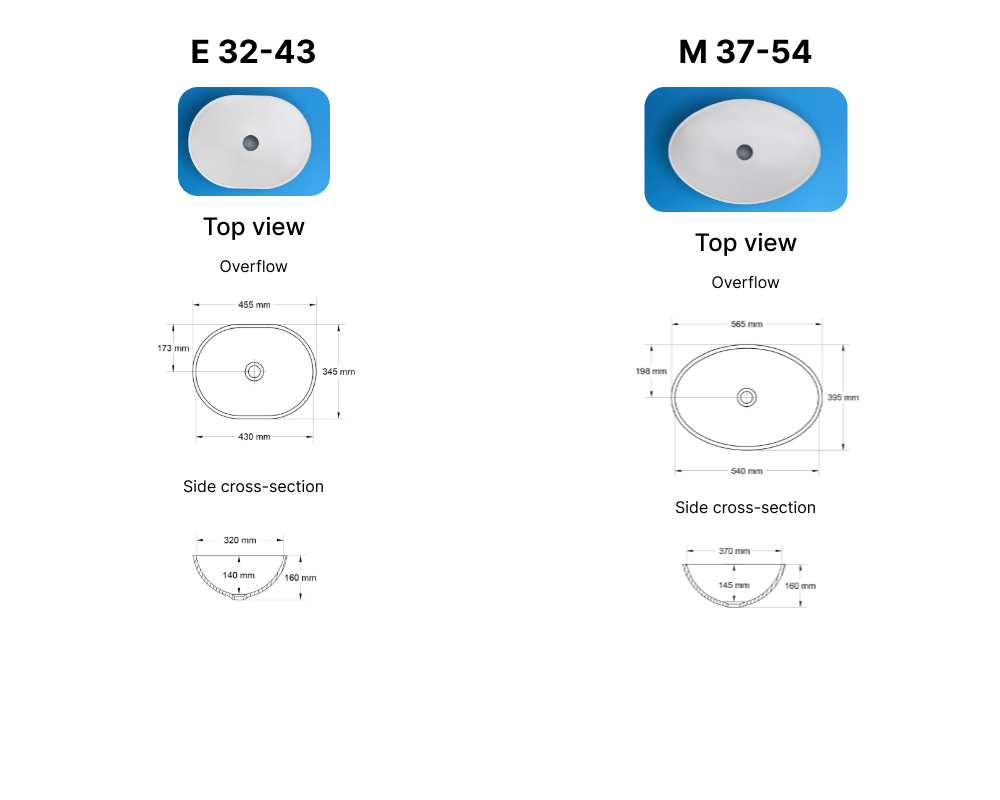 E 32-43
Top view
Overflow
455 mm
173 mm
345 mm
430 mm
Side cross-section
320 mm
140 mm
160 mm
M 37-54
Top view
Overflow
565 mm
198 mm
395 mm
540 mm
Side cross-section
370 mm
145 mm
160 mm